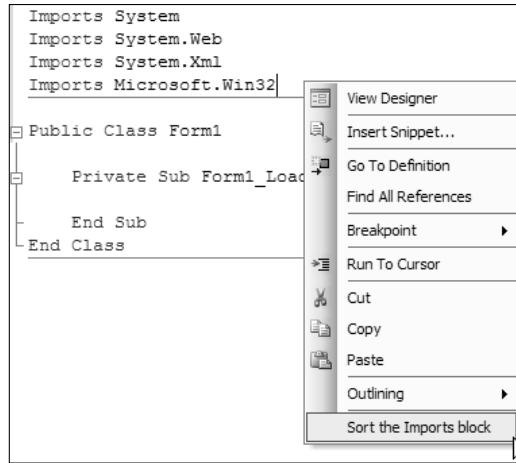 Imports System
Imports System.Web
Imports System.Xml
Imports Microsoft.Win32
View Designer
Public Class Form1
Insert Snippet...
Go To Definition
Private Sub Form1_Load
Find All References
End Sub
Breakpoint
End Class
Run To Cursor
Cut
Copy
Paste
Outlining
Sort the Imports block